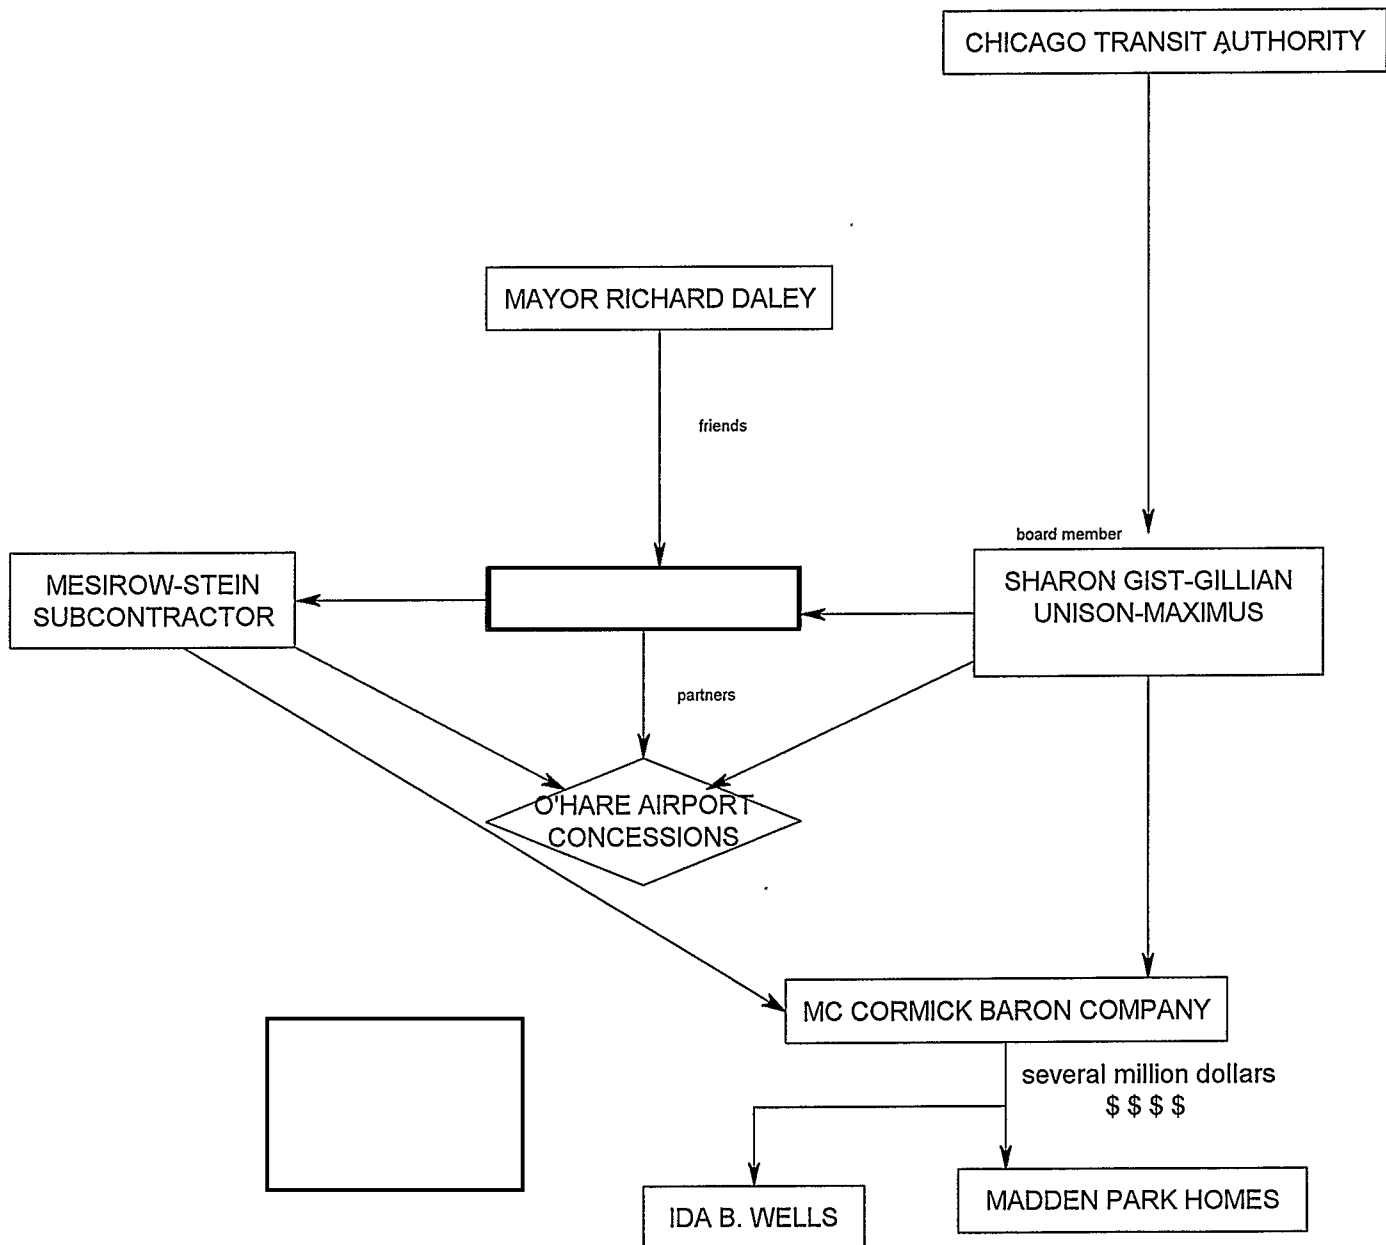 CHICAGO TRANSIT AUTHORITY
MAYOR RICHARD DALEY
friends
board member
MESIROW-STEIN
SUBCONTRACTOR
SHARON GIST-GILLIAN
UNISON-MAXIMUS
partners
O'HARE AIRPORT
CONCESSIONS
MC CORMICK BARON COMPANY
several million dollars
$ $ $ $
IDA B. WELLS
MADDEN PARK HOMES